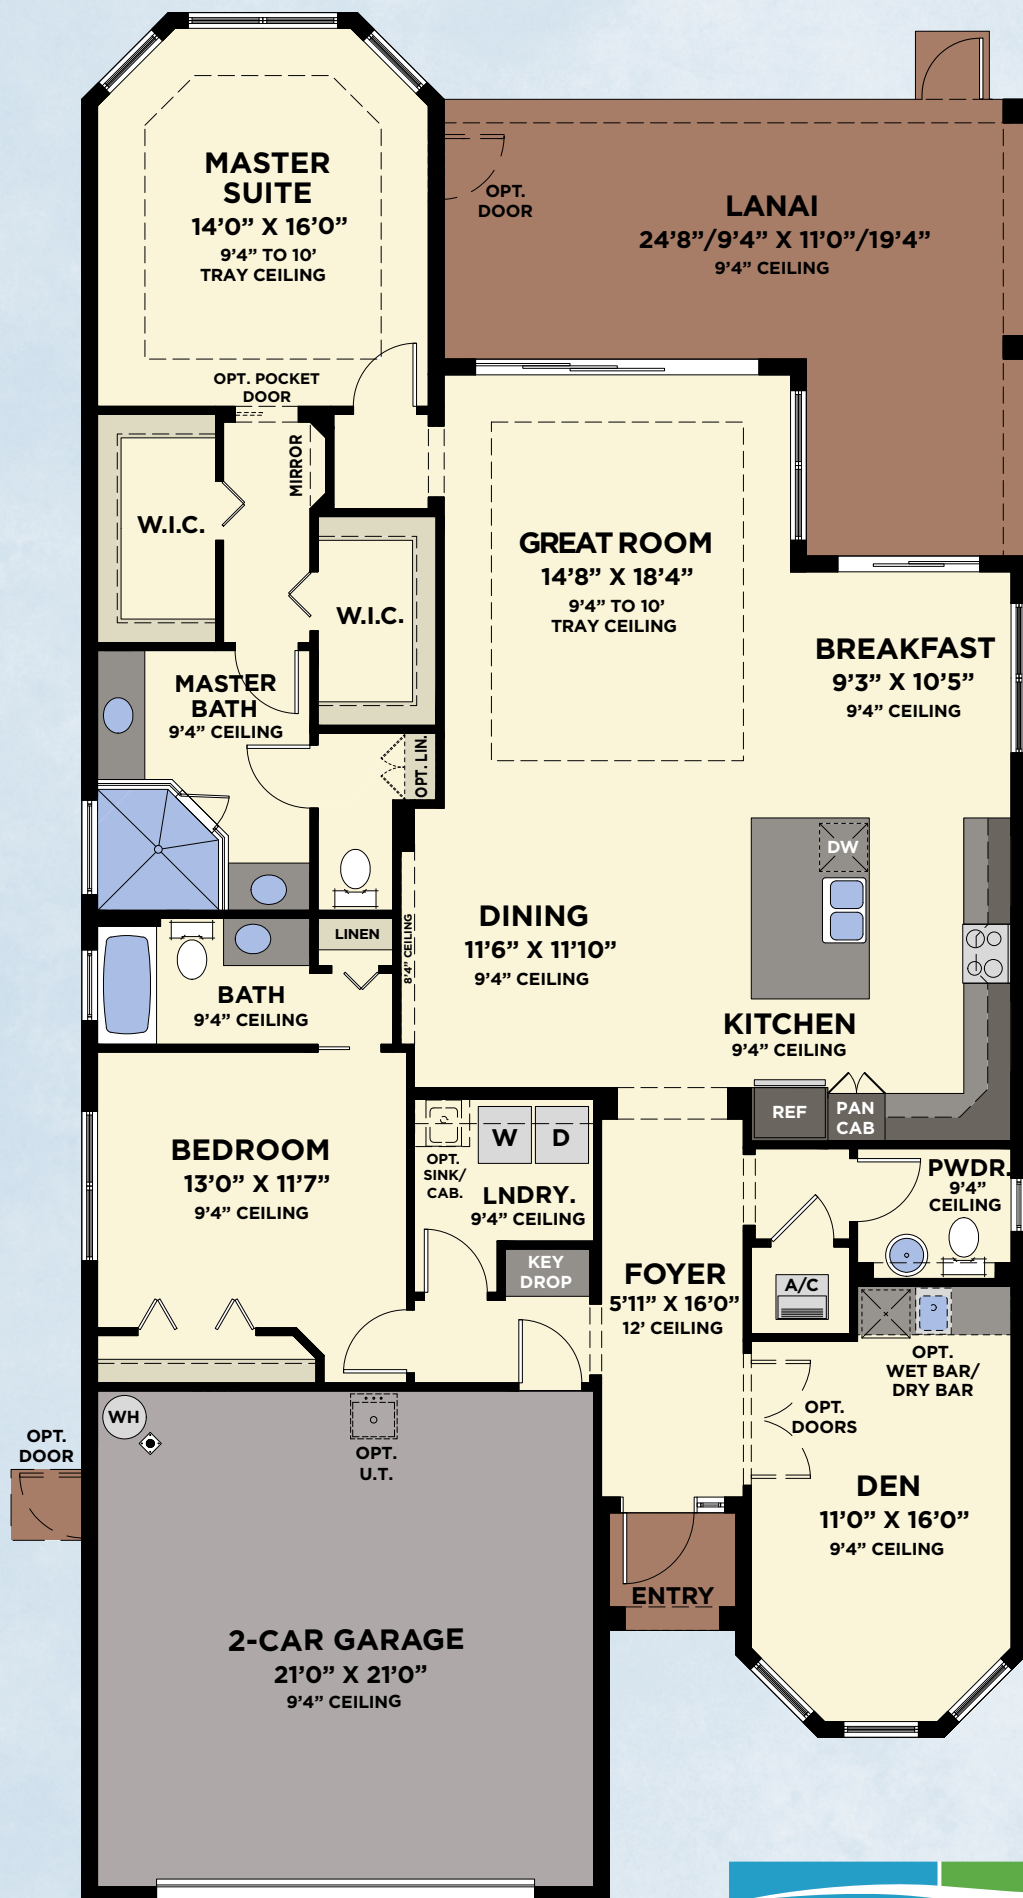 MASTER
SUITE
14’0” X 16’0”
9’4” TO 10’
TRAY CEILING
OPT.
DOOR
LANAI
24’8”/9’4” X 11’0”/19’4”
9’4” CEILING
OPT. POCKET
DOOR
MIRROR
W.I.C.
W.I.C.
GREAT ROOM
14’8” X 18’4”
9’4” TO 10’
TRAY CEILING
BREAKFAST
9’3” X 10’5”
9’4” CEILING
MASTER
BATH
9’4” CEILING
OPT. LIN.
DW
DINING
11’6” X 11’10”
9’4” CEILING
8’4” CEILING
LINEN
BATH
9’4” CEILING
KITCHEN
9’4” CEILING
REF
PAN
CAB
BEDROOM
13’0” X 11’7”
9’4” CEILING
W
D
OPT.
SINK/
CAB.
LNDRY.
9’4” CEILING
KEY
DROP
PWDR.
9’4”
CEILING
FOYER
5’11” X 16’0”
12’ CEILING
A/C
OPT.
WET BAR/
DRY BAR
OPT.
DOORS
WH
OPT.
U.T.
OPT.
DOOR
DEN
11’0” X 16’0”
9’4” CEILING
ENTRY
2-CAR GARAGE
21’0” X 21’0”
9’4” CEILING